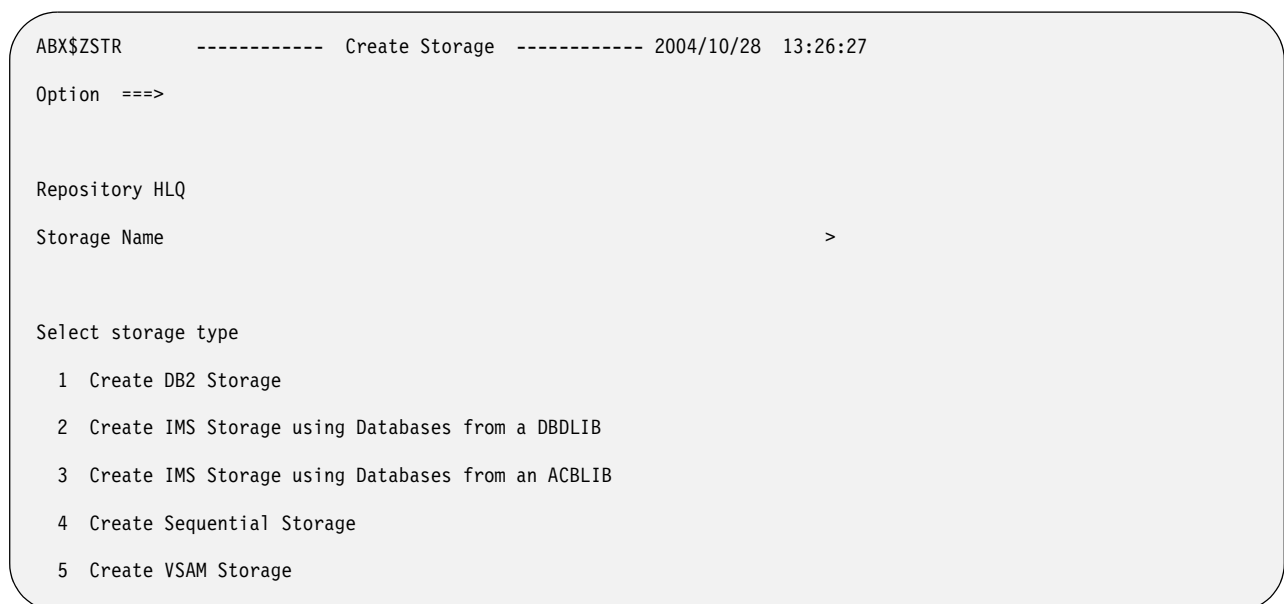 ABX$ZSTR ------------ Create Storage ------------ 2004/10/28 13:26:27
Option ===>
Repository HLQ
Storage Name >
Select storage type
1 Create DB2 Storage
2 Create IMS Storage using Databases from a DBDLIB
3 Create IMS Storage using Databases from an ACBLIB
4 Create Sequential Storage
5 Create VSAM Storage